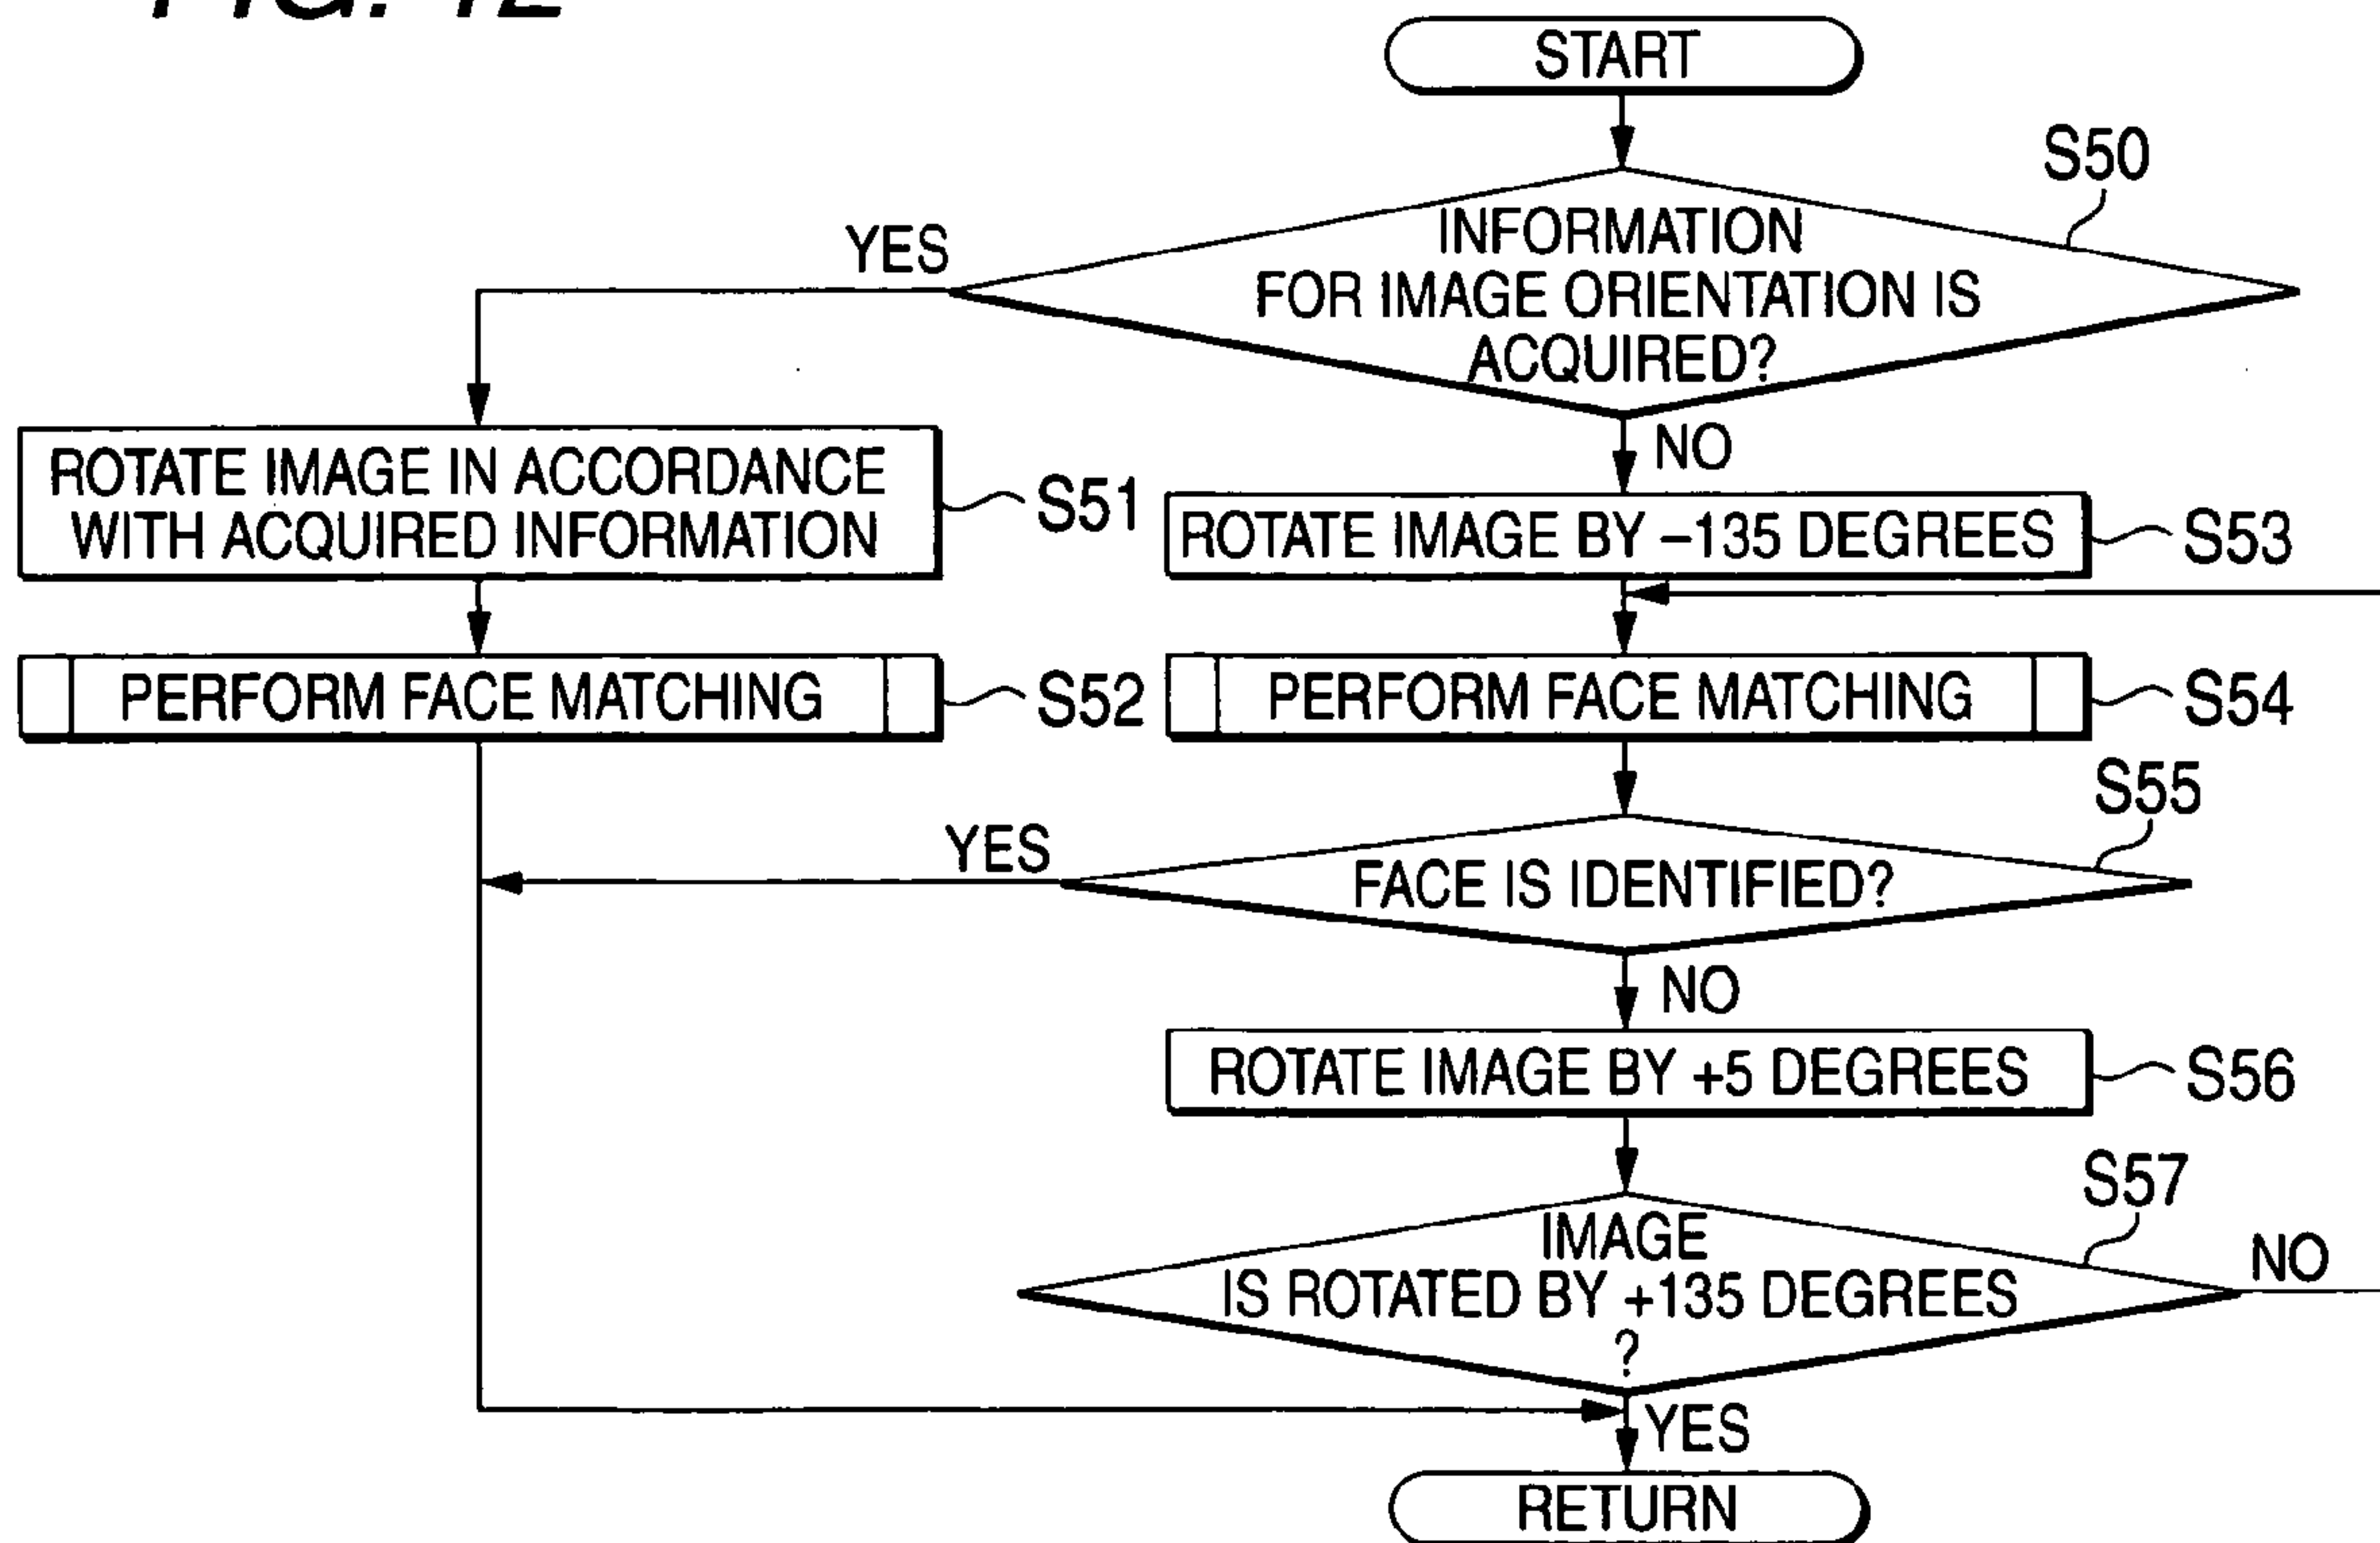 FIG. 12
START
S50
INFORMATION
FOR IMAGE ORIENTATION IS
ACQUIRED?
YES
NO
ROTATE IMAGE IN ACCORDANCE
WITH ACQUIRED INFORMATION
S51
ROTATE IMAGE BY –135 DEGREES
S53
PERFORM FACE MATCHING
S52
PERFORM FACE MATCHING
S54
S55
YES
FACE IS IDENTIFIED?
NO
ROTATE IMAGE BY +5 DEGREES
S56
S57
IMAGE
IS ROTATED BY +135 DEGREES
?
NO
YES
RETURN